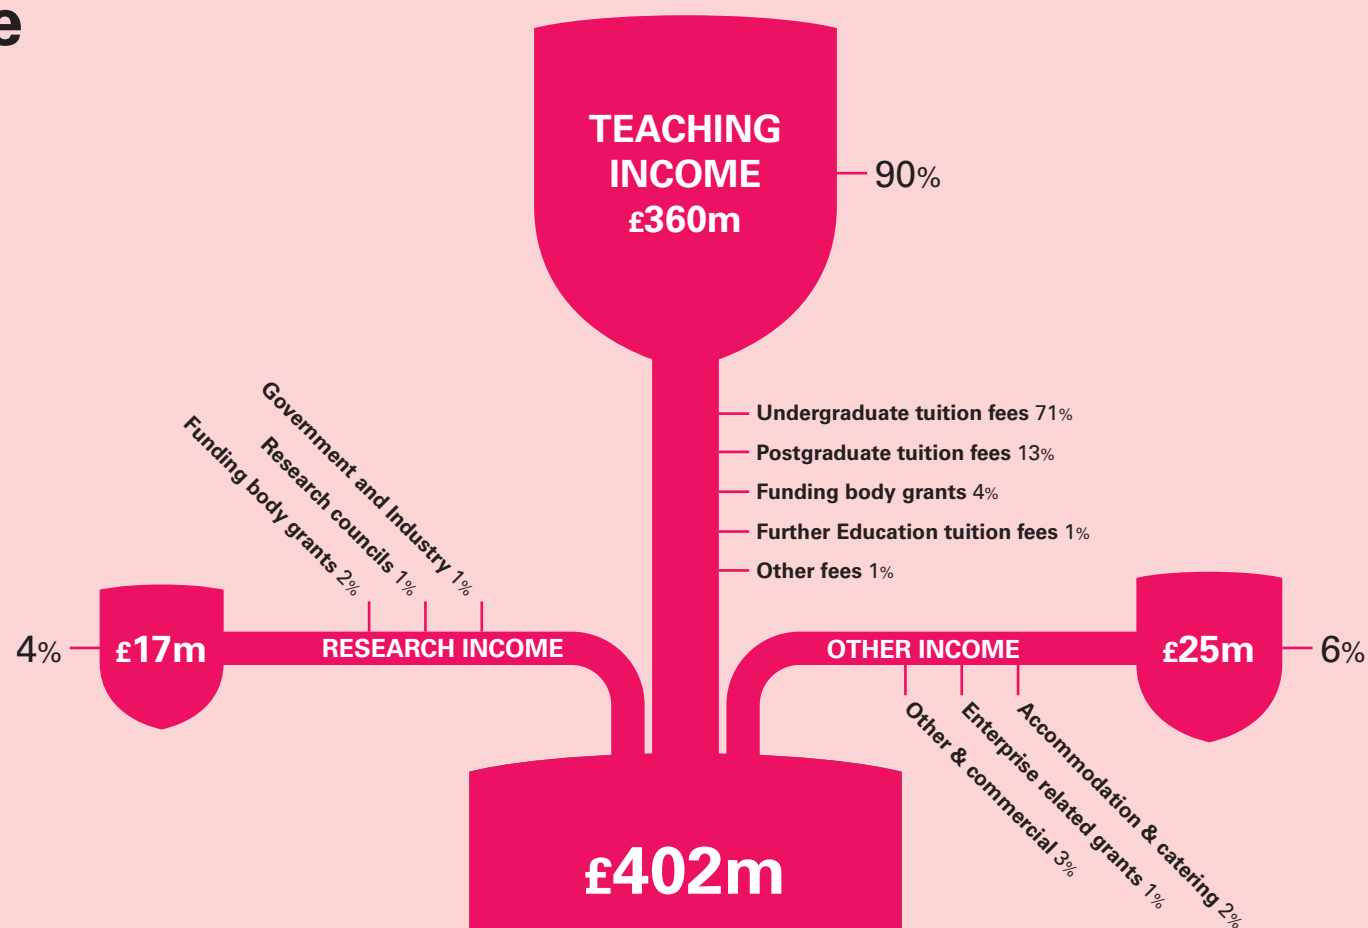 e
TEACHING
INCOME
£360m
90%
Undergraduate tuition fees 71%
Postgraduate tuition fees 13%
Funding body grants 4%
Further Education tuition fees 1%
Other fees 1%
Government and Industry 1%
Research councils 1%
Funding body grants 2%
4%
£17m
RESEARCH INCOME
OTHER INCOME
£25m
6%
Other & commercial 3%
Enterprise related grants 1%
Accommodation & catering 2%
£402m